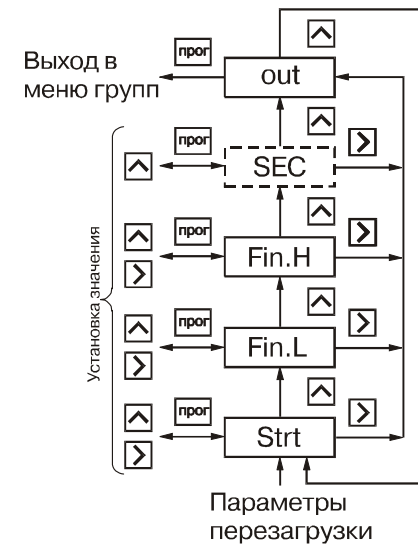 прог
Выход в
меню групп
out
прог
SEC
прог
Fin.H
Установка значения
прог
Fin.L
прог
Strt
Параметры
перезагрузки